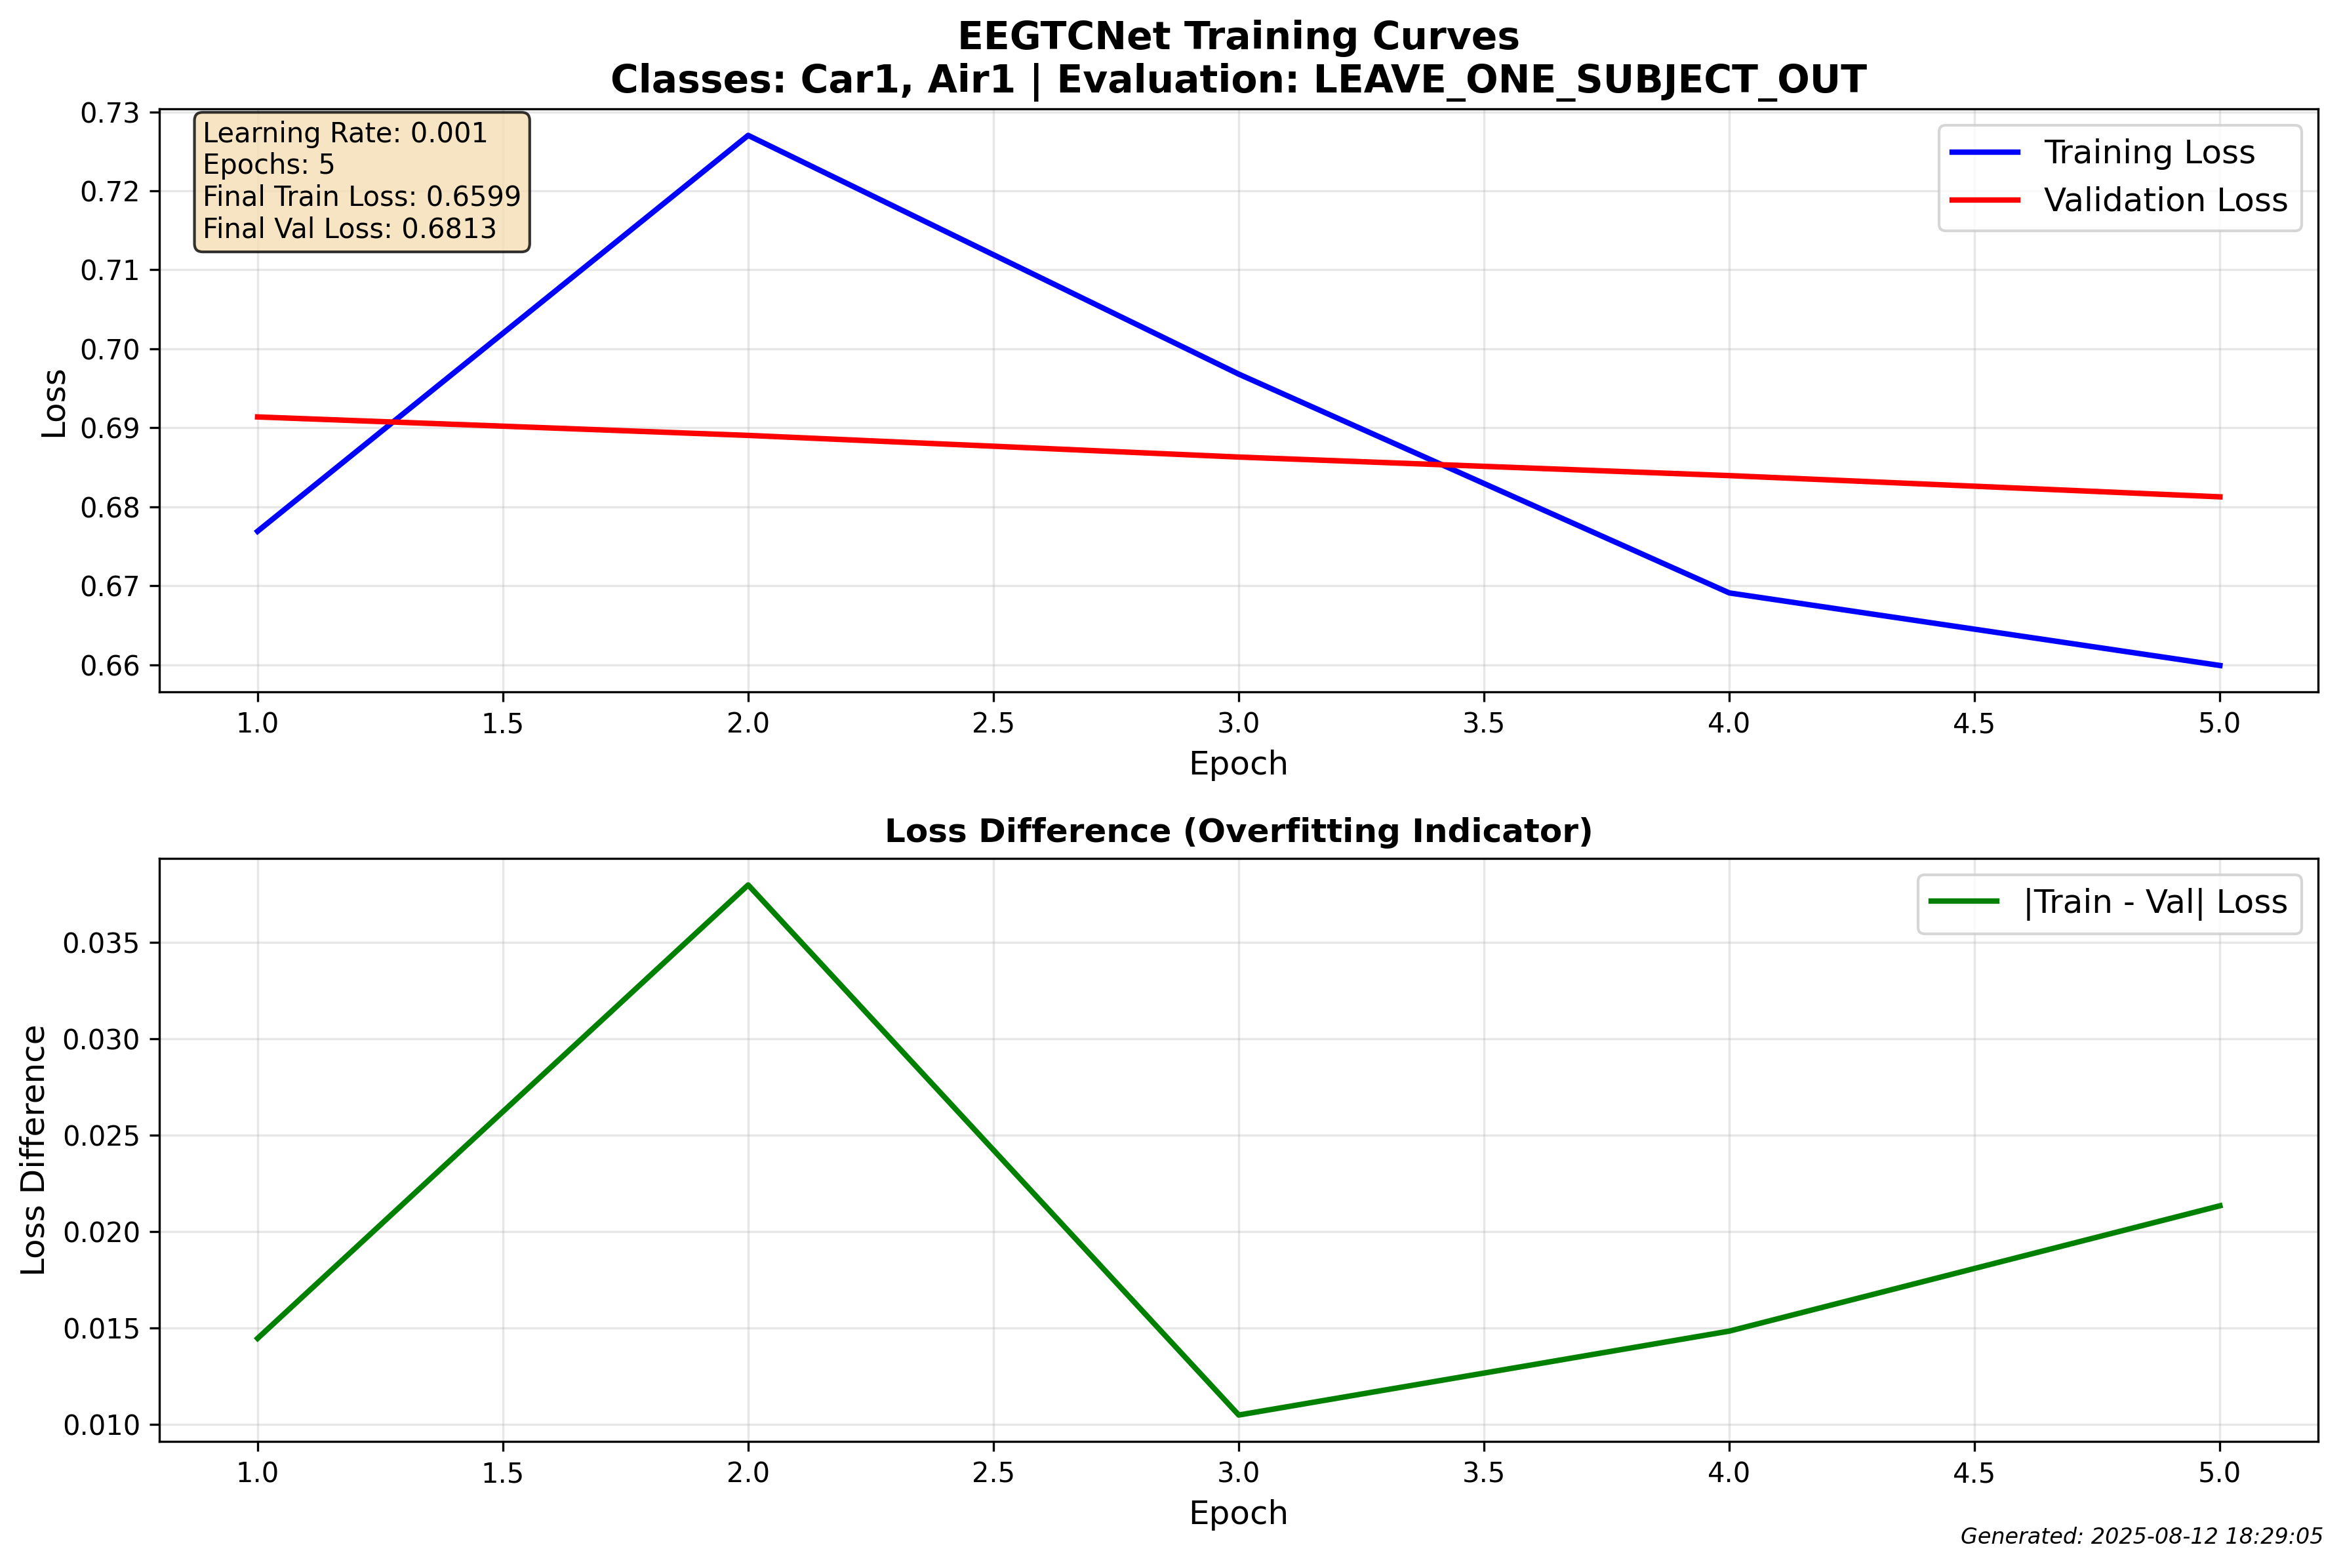 EEGTCNet Training Curves
Classes: Car1, Air1 | Evaluation: LEAVE_ONE_SUBJECT_OUT
Learning Rate: 0.001
Epochs: 5
Final Train Loss: 0.6599
Final Val Loss: 0.6813
Training Loss
Validation Loss
Loss
0.73
0.72
0.71
0.70
0.69
0.68
0.67
0.66
1.0 1.5 2.0 2.5 3.0 3.5 4.0 4.5 5.0
Epoch
Loss Difference (Overfitting Indicator)
|Train - Val| Loss
Loss Difference
0.035
0.030
0.025
0.020
0.015
0.010
1.0 1.5 2.0 2.5 3.0 3.5 4.0 4.5 5.0
Epoch
Generated: 2025-08-12 18:29:05